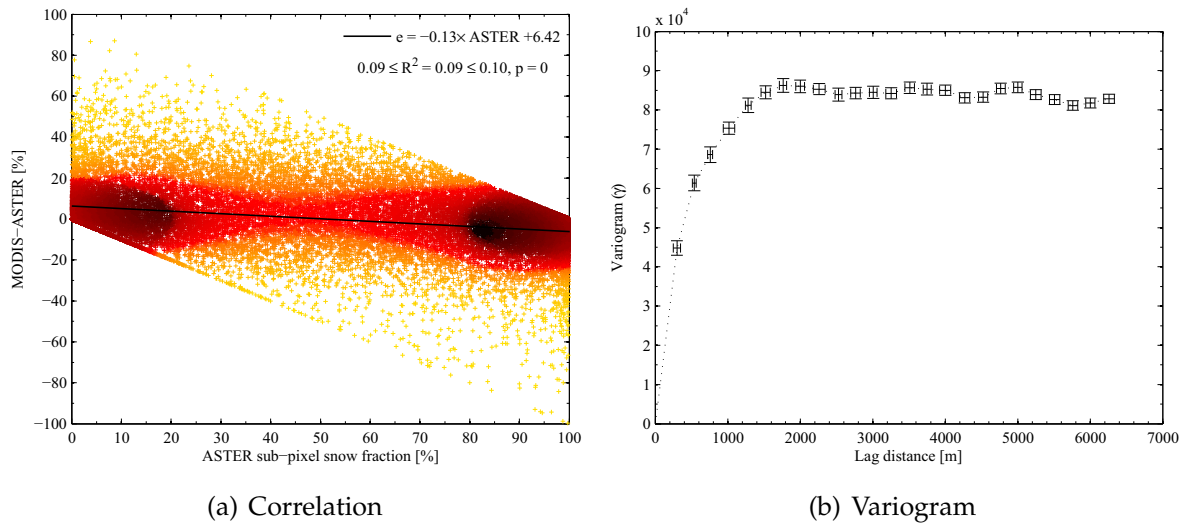 e = −0.13× ASTER +6.42
0.09 ≤ R² = 0.09 ≤ 0.10, p = 0
100
80
60
40
20
0
−20
−40
−60
−80
−100
MODIS−ASTER [%]
0 10 20 30 40 50 60 70 80 90 100
ASTER sub−pixel snow fraction [%]
(a) Correlation
x 10⁴
10
9
8
7
6
5
4
3
2
1
0
Variogram (γ)
0 1000 2000 3000 4000 5000 6000 7000
Lag distance [m]
(b) Variogram